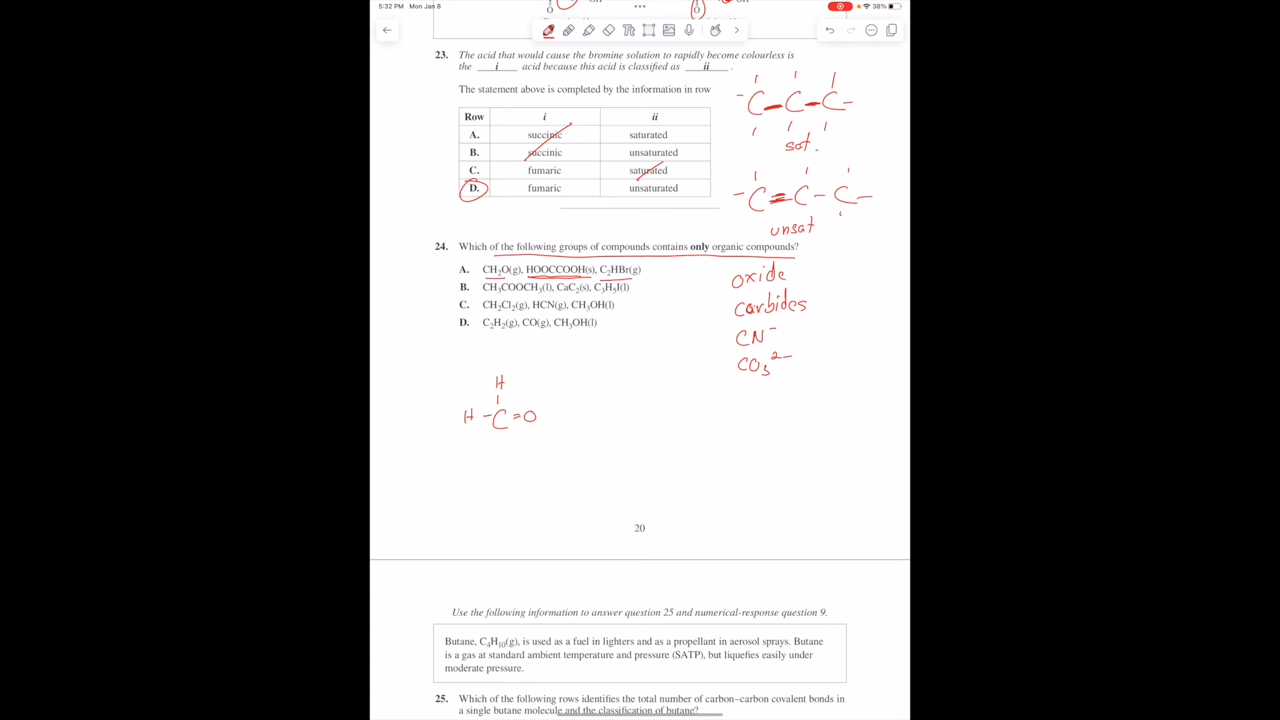 5:32 PM Mon Jan 8
38%
23. The acid that would cause the bromine solution to rapidly become colourless is
the i acid because this acid is classified as ii .
The statement above is completed by the information in row
Row i ii
A. succinic saturated
B. succinic unsaturated
C. fumaric saturated
D. fumaric unsaturated
C C C
sat.
C = C - C
unsat
24. Which of the following groups of compounds contains only organic compounds?
A. CH₂O(g), HOOCCOOH(s), C₂HBr(g)
B. CH₃COOCH₃(l), CaC₂(s), C₃H₅I(l)
C. CH₂Cl₂(g), HCN(g), CH₃OH(l)
D. C₂H₂(g), CO(g), CH₃OH(l)
oxide
carbides
CN⁻
CO₃²⁻
H
H - C = O
20
Use the following information to answer question 25 and numerical-response question 9.
Butane, C₄H₁₀(g), is used as a fuel in lighters and as a propellant in aerosol sprays. Butane
is a gas at standard ambient temperature and pressure (SATP), but liquefies easily under
moderate pressure.
25. Which of the following rows identifies the total number of carbon–carbon covalent bonds in
a single butane molecule and the classification of butane?